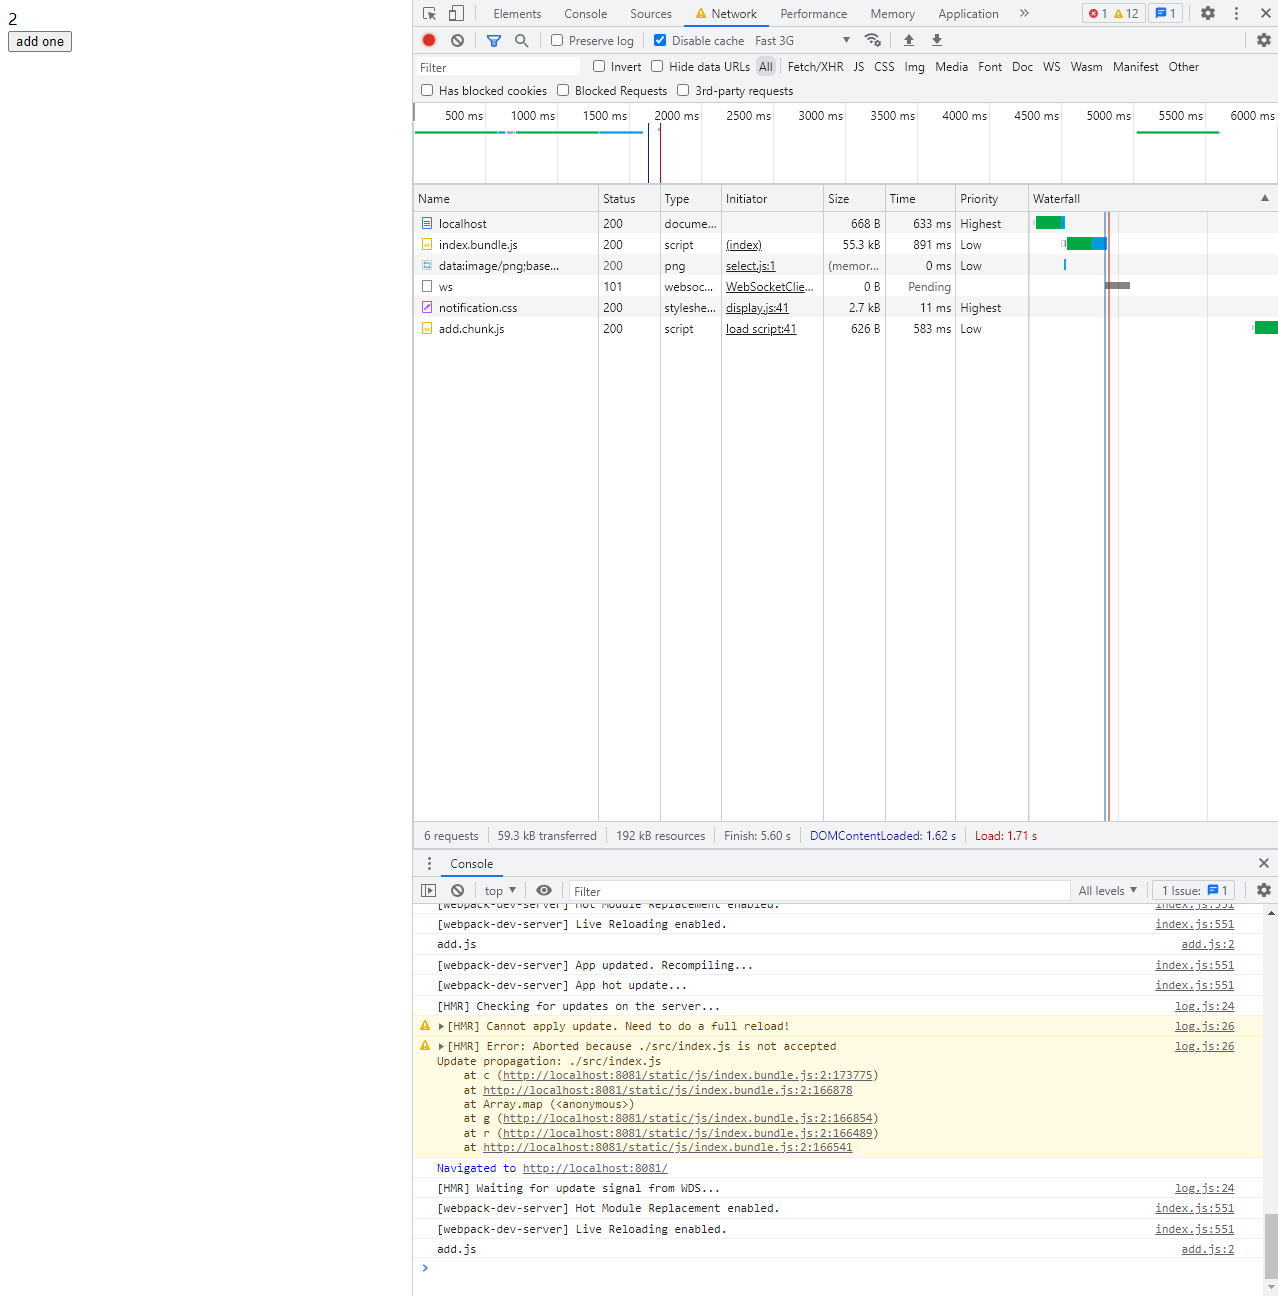 2
add one
Elements Console Sources Network Performance Memory Application » 1 12 1
Preserve log Disable cache Fast 3G
Filter Invert Hide data URLs All Fetch/XHR JS CSS Img Media Font Doc WS Wasm Manifest Other
Has blocked cookies Blocked Requests 3rd-party requests
500 ms 1000 ms 1500 ms 2000 ms 2500 ms 3000 ms 3500 ms 4000 ms 4500 ms 5000 ms 5500 ms 6000 ms
Name Status Type Initiator Size Time Priority Waterfall
localhost 200 docume... 668 B 633 ms Highest
index.bundle.js 200 script (index) 55.3 kB 891 ms Low
data:image/png;base... 200 png select.js:1 (memor... 0 ms Low
ws 101 websoc... WebSocketClie... 0 B Pending
notification.css 200 styleshe... display.js:41 2.7 kB 11 ms Highest
add.chunk.js 200 script load script:41 626 B 583 ms Low
6 requests 59.3 kB transferred 192 kB resources Finish: 5.60 s DOMContentLoaded: 1.62 s Load: 1.71 s
Console
top Filter All levels 1 Issue: 1
[webpack-dev-server] Hot Module Replacement enabled. index.js:551
[webpack-dev-server] Live Reloading enabled. index.js:551
add.js add.js:2
[webpack-dev-server] App updated. Recompiling... index.js:551
[webpack-dev-server] App hot update... index.js:551
[HMR] Checking for updates on the server... log.js:24
[HMR] Cannot apply update. Need to do a full reload! log.js:26
[HMR] Error: Aborted because ./src/index.js is not accepted log.js:26
Update propagation: ./src/index.js
at c (http://localhost:8081/static/js/index.bundle.js:2:173775)
at http://localhost:8081/static/js/index.bundle.js:2:166878
at Array.map (<anonymous>)
at g (http://localhost:8081/static/js/index.bundle.js:2:166854)
at r (http://localhost:8081/static/js/index.bundle.js:2:166489)
at http://localhost:8081/static/js/index.bundle.js:2:166541
Navigated to http://localhost:8081/
[HMR] Waiting for update signal from WDS... log.js:24
[webpack-dev-server] Hot Module Replacement enabled. index.js:551
[webpack-dev-server] Live Reloading enabled. index.js:551
add.js add.js:2